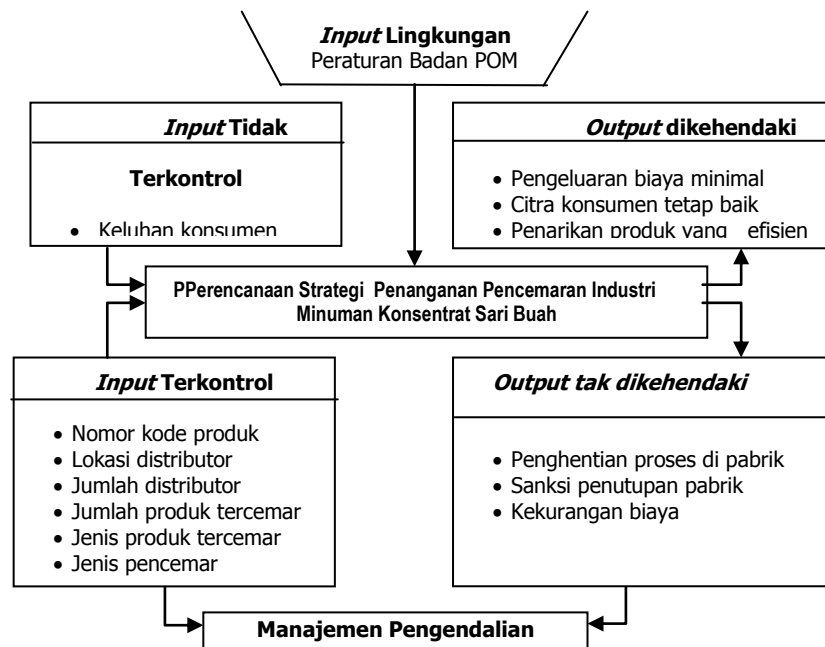 Input Lingkungan
Peraturan Badan POM
Input Tidak
Terkontrol
• Keluhan konsumen
Output dikehendaki
• Pengeluaran biaya minimal
• Citra konsumen tetap baik
• Penarikan produk yang efisien
PPerencanaan Strategi Penanganan Pencemaran Industri
Minuman Konsentrat Sari Buah
Input Terkontrol
• Nomor kode produk
• Lokasi distributor
• Jumlah distributor
• Jumlah produk tercemar
• Jenis produk tercemar
• Jenis pencemar
Output tak dikehendaki
• Penghentian proses di pabrik
• Sanksi penutupan pabrik
• Kekurangan biaya
Manajemen Pengendalian